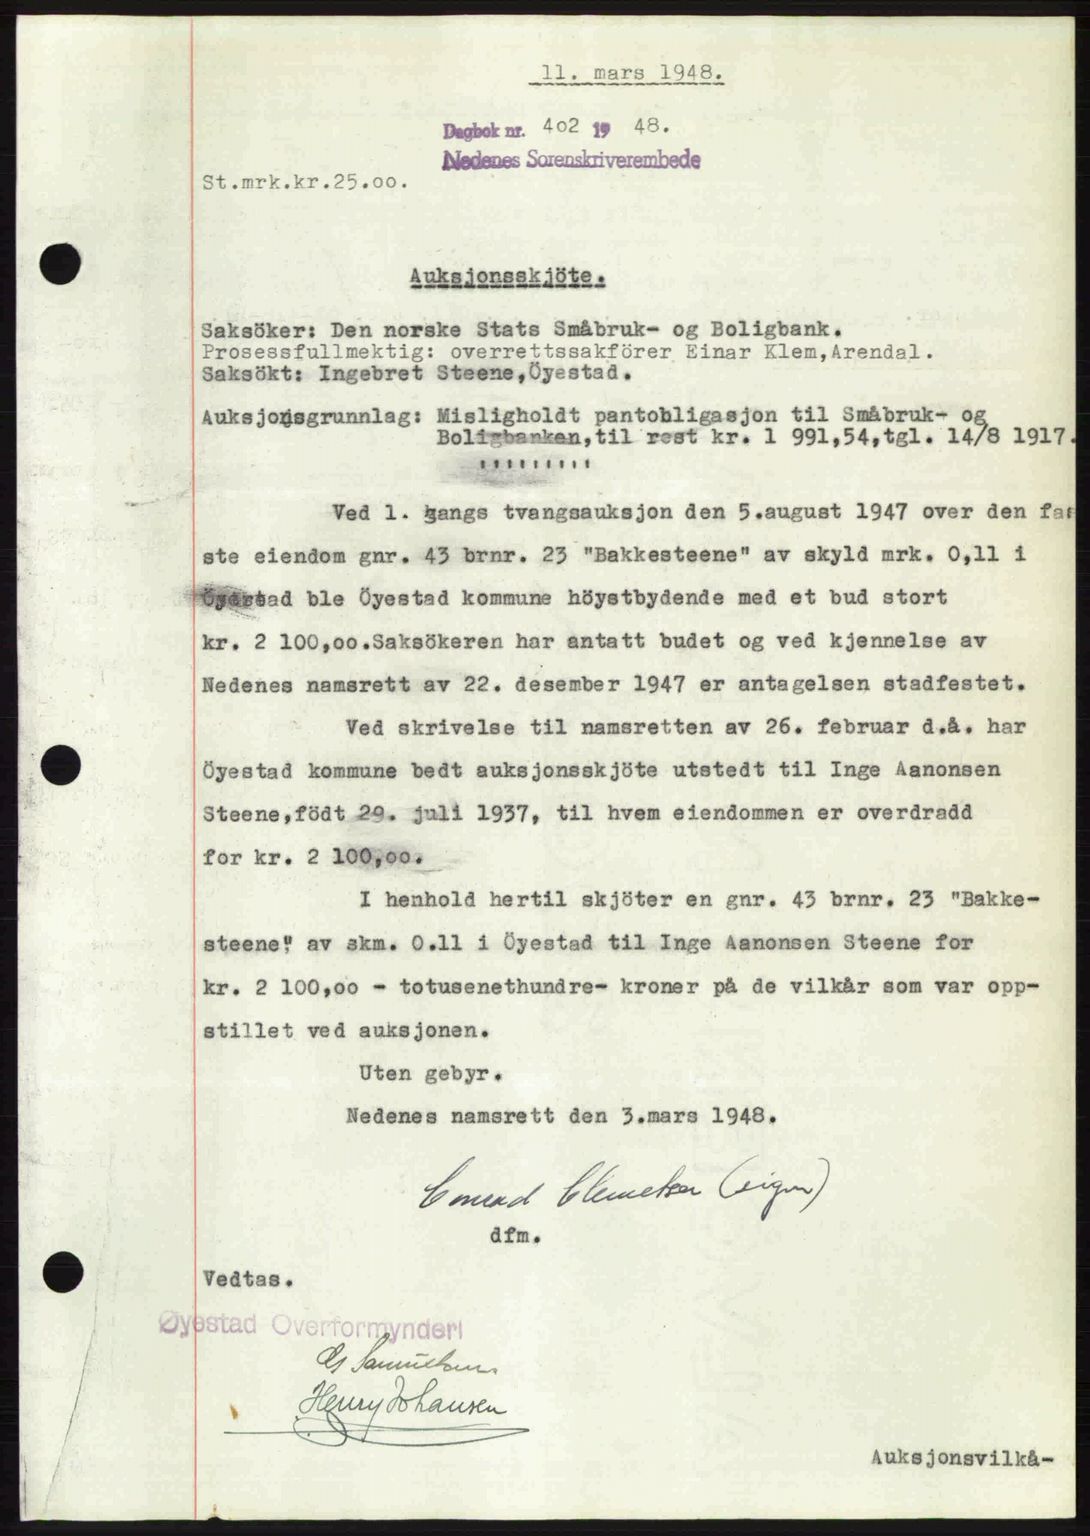 11. mars 1948.
Dagbok nr. 402 19 48.
Nedenes Sorenskriverembede
St.mrk.kr.25.oo.
Auksjonsskjöte.
Saksöker: Den norske Stats Småbruk- og Boligbank.
Prosessfullmektig: overrettssakförer Einar Klem,Arendal.
Saksökt: Ingebret Steene,Öyestad.
Auksjonsgrunnlag: Misligholdt pantobligasjon til Småbruk- og
Boligbanken,til rest kr. 1 991,54,tgl. 14/8 1917.
'''''''''
Ved 1. gangs tvangsauksjon den 5.august 1947 over den fas
ste eiendom gnr. 43 brnr. 23 "Bakkesteene" av skyld mrk. 0,11 i
Öyestad ble Öyestad kommune höystbydende med et bud stort
kr. 2 100,oo.Saksökeren har antatt budet og ved kjennelse av
Nedenes namsrett av 22. desember 1947 er antagelsen stadfestet.
Ved skrivelse til namsretten av 26. februar d.å. har
Öyestad kommune bedt auksjonsskjöte utstedt til Inge Aanonsen
Steene,födt 29. juli 1937, til hvem eiendommen er overdradd
for kr. 2 100,oo.
I henhold hertil skjöter en gnr. 43 brnr. 23 "Bakke-
steene" av skm. 0.11 i Öyestad til Inge Aanonsen Steene for
kr. 2 100,oo - totusenethundre- kroner på de vilkår som var opp-
stillet ved auksjonen.
Uten gebyr.
Nedenes namsrett den 3.mars 1948.
Conrad Clemetsen (sign)
dfm.
Vedtas.
Øyestad Overformynderi
Samuelsen
Henry Johansen
Auksjonsvilkå-